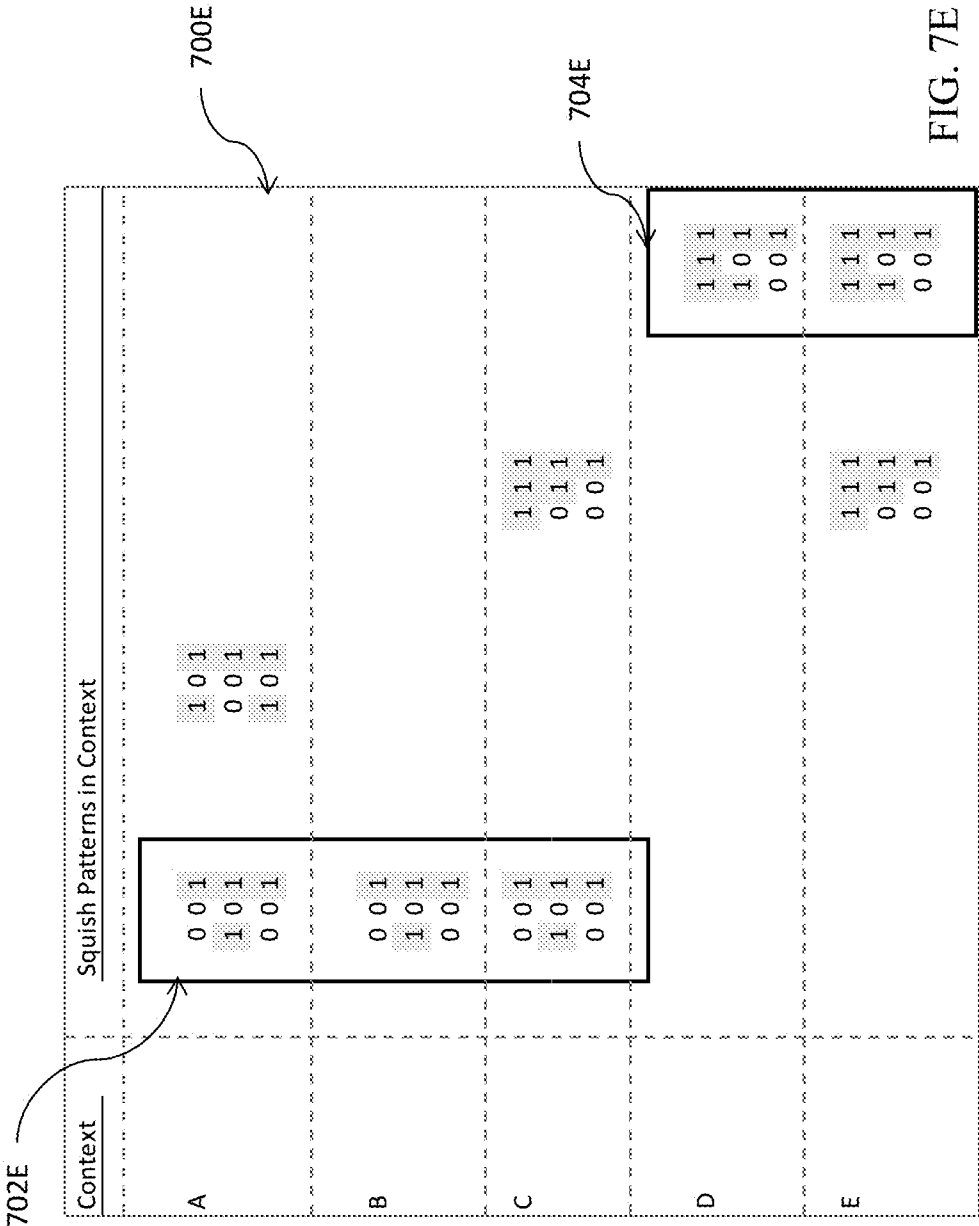 702E
Context Squish Patterns in Context
A 0 0 1 1 0 1 700E
1 0 1 0 0 1
0 0 1 1 0 1
B 0 0 1
1 0 1
0 0 1
C 0 0 1 1 1 1
1 0 1 0 1 1
0 0 1 0 0 1
704E
D 1 1 1
1 0 1
0 0 1
E 1 1 1 1 1 1
0 1 1 1 0 1
0 0 1 0 0 1
FIG. 7E